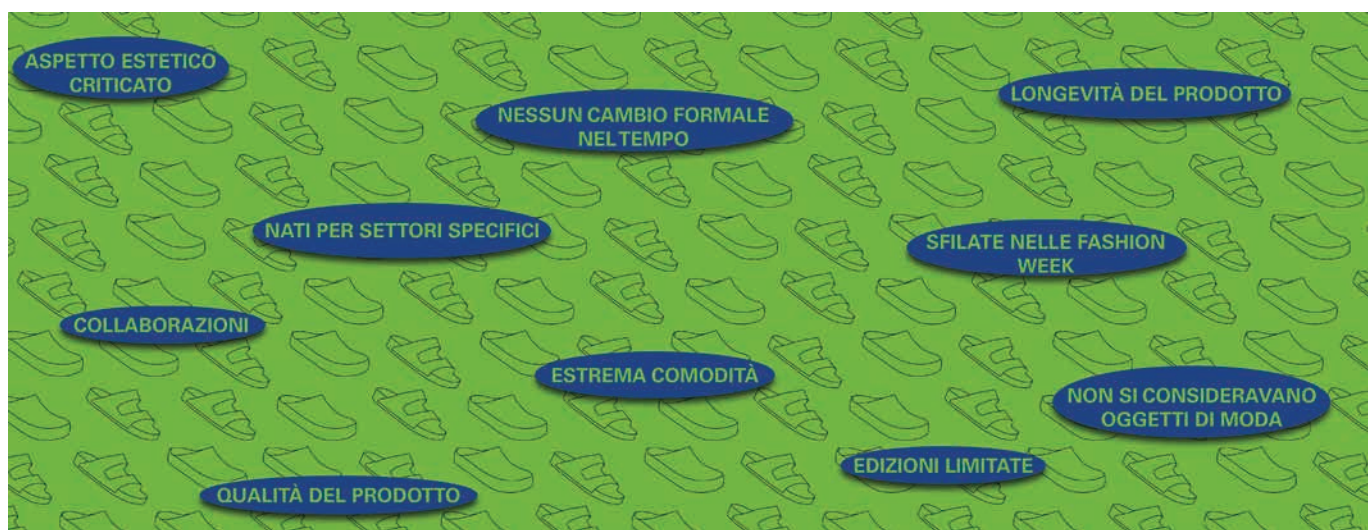 ASPETTO ESTETICO
CRITICATO
NESSUN CAMBIO FORMALE
NEL TEMPO
LONGEVITÀ DEL PRODOTTO
NATI PER SETTORI SPECIFICI
SFILATE NELLE FASHION
WEEK
COLLABORAZIONI
ESTREMA COMODITÀ
NON SI CONSIDERAVANO
OGGETTI DI MODA
EDIZIONI LIMITATE
QUALITÀ DEL PRODOTTO